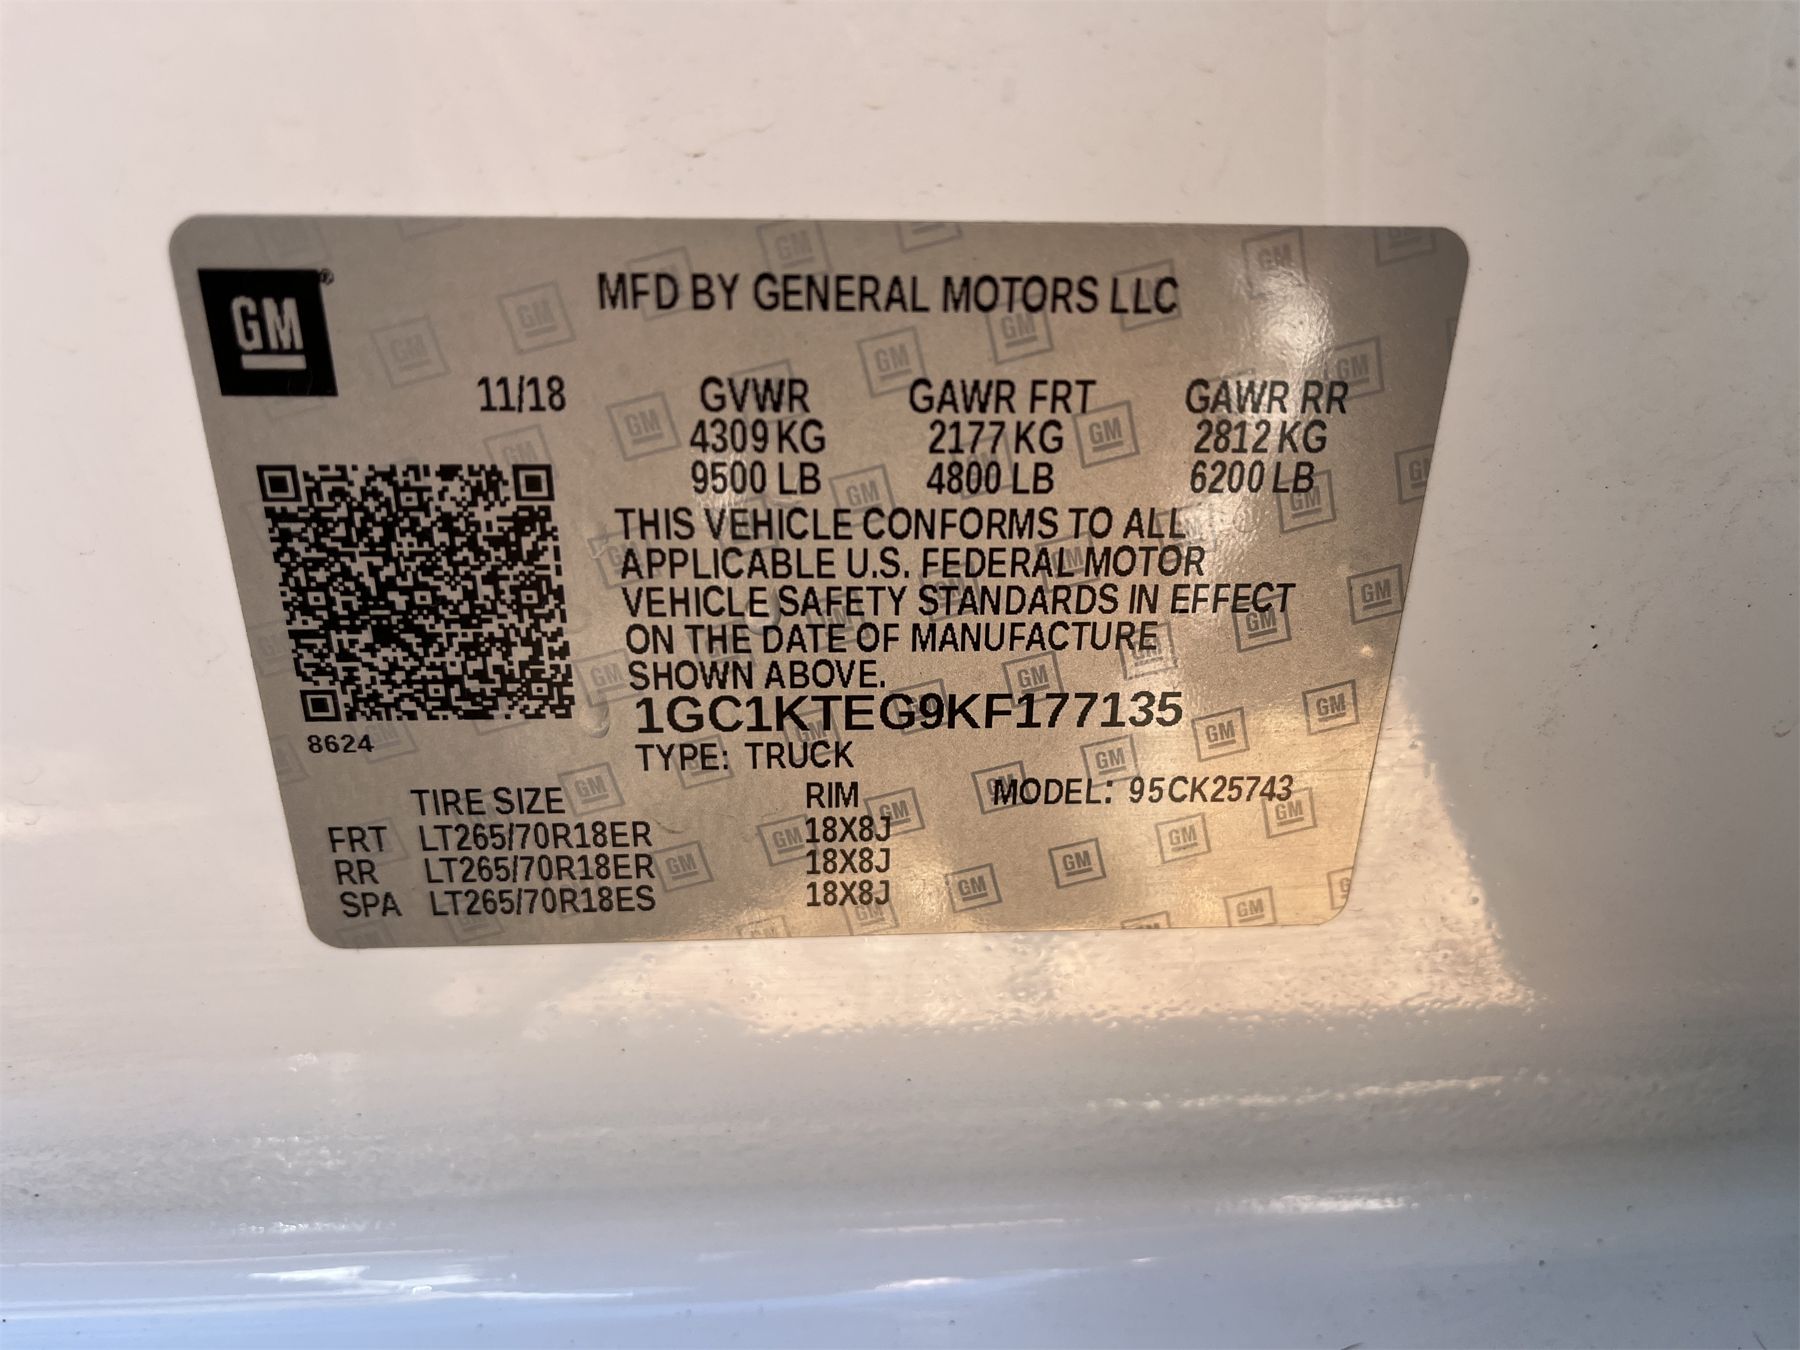 GM®
MFD BY GENERAL MOTORS LLC
11/18 GVWR GAWR FRT GAWR RR
4309 KG 2177 KG 2812 KG
9500 LB 4800 LB 6200 LB
THIS VEHICLE CONFORMS TO ALL
APPLICABLE U.S. FEDERAL MOTOR
VEHICLE SAFETY STANDARDS IN EFFECT
ON THE DATE OF MANUFACTURE
SHOWN ABOVE.
1GC1KTEG9KF177135
8624
TYPE: TRUCK
TIRE SIZE RIM MODEL: 95CK25743
FRT LT265/70R18ER 18X8J
RR LT265/70R18ER 18X8J
SPA LT265/70R18ES 18X8J